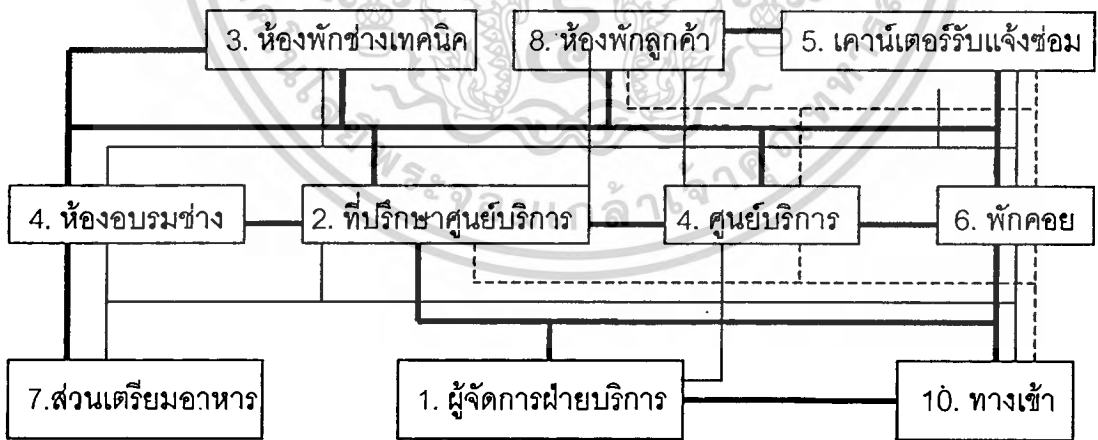 3. ห้องพักช่างเทคนิค
8. ห้องพักลูกค้า
5. เคาน์เตอร์รับแจ้งซ่อม
4. ห้องอบรมช่าง
2. ที่ปรึกษาศูนย์บริการ
4. ศูนย์บริการ
6. พักคอย
7.ส่วนเตรียมอาหาร
1. ผู้จัดการฝ่ายบริการ
10. ทางเข้า